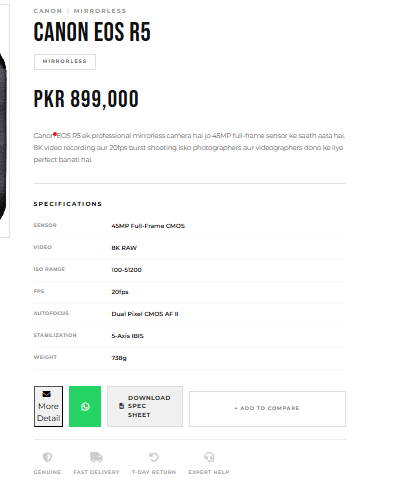 CANON | MIRRORLESS
CANON EOS R5
MIRRORLESS
PKR 899,000
Canon EOS R5 ek professional mirrorless camera hai jo 45MP full-frame sensor ke saath aata hai.
8K video recording aur 20fps burst shooting isko photographers aur videographers dono ke liye
perfect banati hai.
SPECIFICATIONS
SENSOR 45MP Full-Frame CMOS
VIDEO 8K RAW
ISO RANGE 100-51200
FPS 20fps
AUTOFOCUS Dual Pixel CMOS AF II
STABILIZATION 5-Axis IBIS
WEIGHT 738g
More
Detail
DOWNLOAD
SPEC
SHEET
+ ADD TO COMPARE
GENUINE FAST DELIVERY 7-DAY RETURN EXPERT HELP